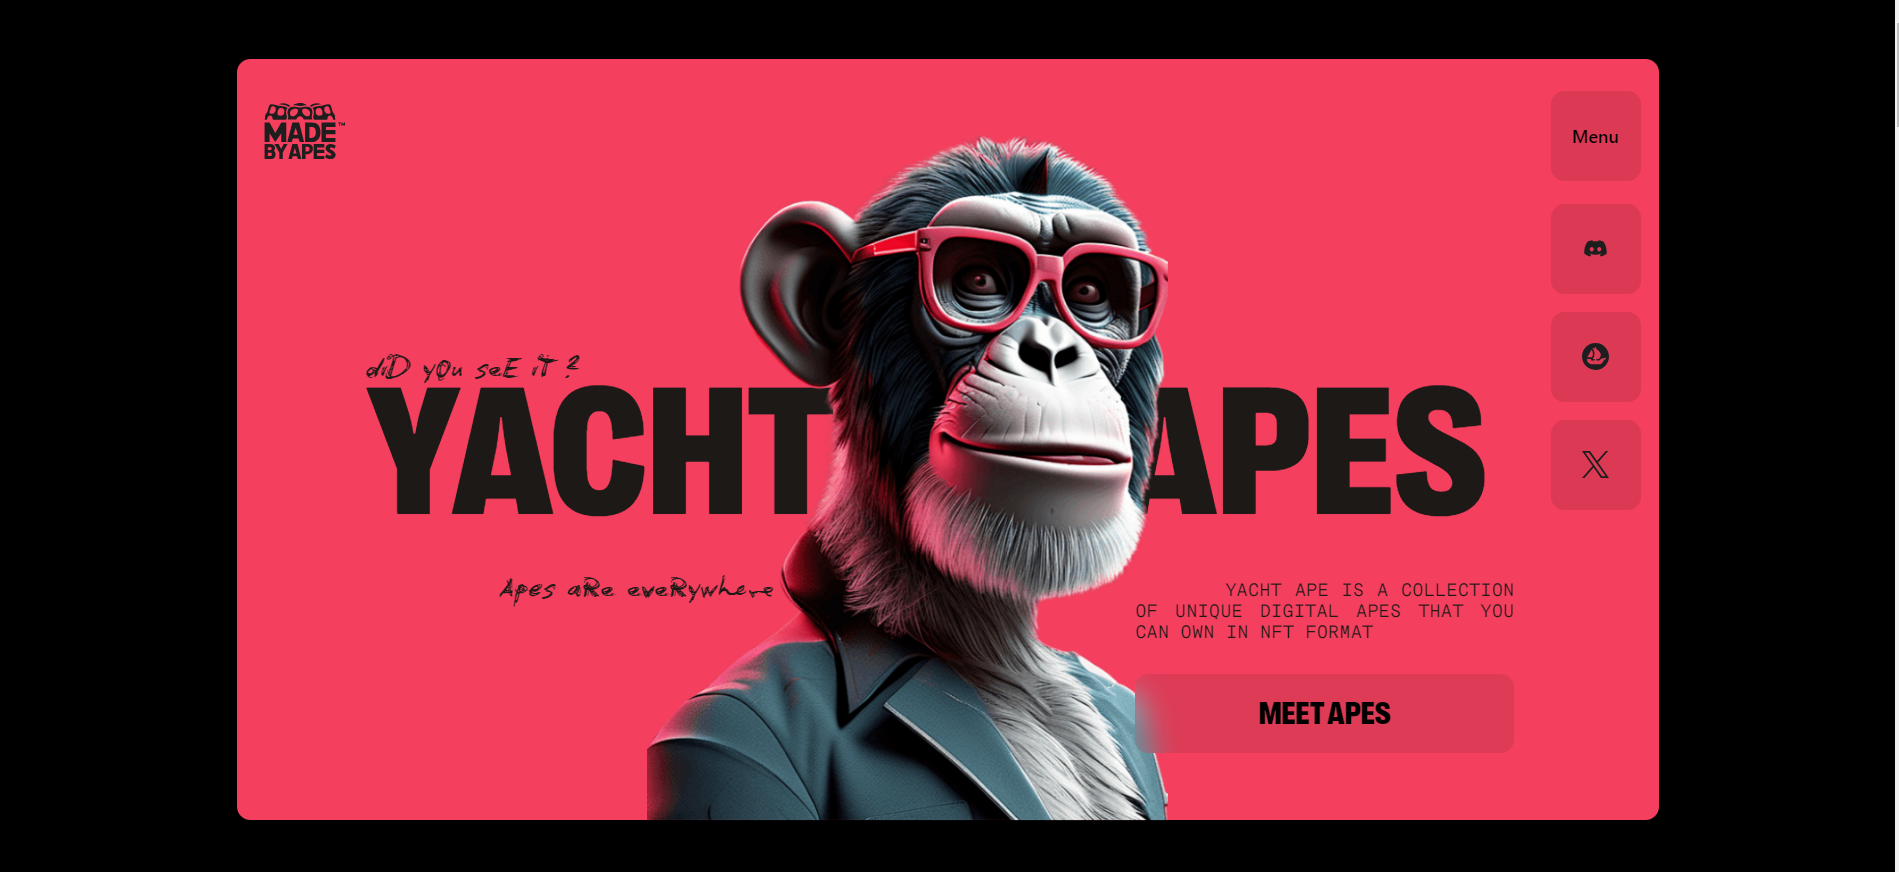 MADE™
BY APES
Menu
diD yOu seE iT ?
YACHT APES
Apes aRe eveRywhere
YACHT APE IS A COLLECTION
OF UNIQUE DIGITAL APES THAT YOU
CAN OWN IN NFT FORMAT
MEET APES